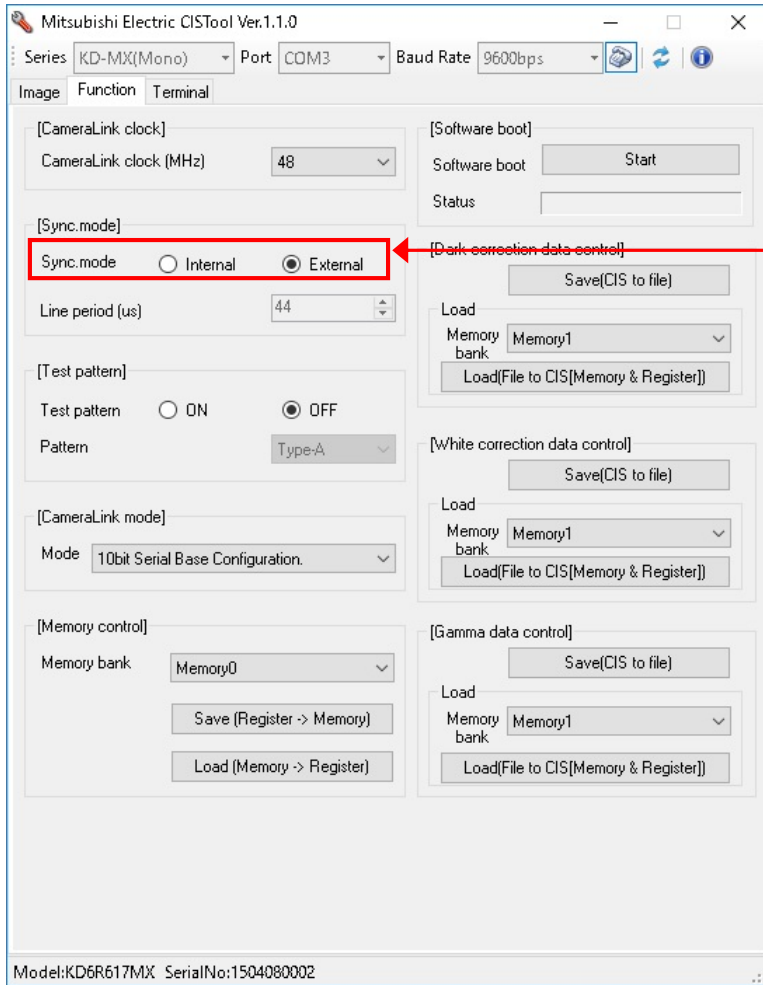 Mitsubishi Electric CISTool Ver.1.1.0
Series KD-MX(Mono) Port COM3 Baud Rate 9600bps
Image Function Terminal
[CameraLink clock]
CameraLink clock (MHz) 48
[Sync.mode]
Sync.mode Internal External
Line period (us) 44
[Test pattern]
Test pattern ON OFF
Pattern Type-A
[CameraLink mode]
Mode 10bit Serial Base Configuration.
[Memory control]
Memory bank Memory0
Save (Register -> Memory)
Load (Memory -> Register)
[Software boot]
Software boot Start
Status
[Dark correction data control]
Save(CIS to file)
Load
Memory bank Memory1
Load(File to CIS[Memory & Register])
[White correction data control]
Save(CIS to file)
Load
Memory bank Memory1
Load(File to CIS[Memory & Register])
[Gamma data control]
Save(CIS to file)
Load
Memory bank Memory1
Load(File to CIS[Memory & Register])
Model:KD6R617MX SerialNo:1504080002